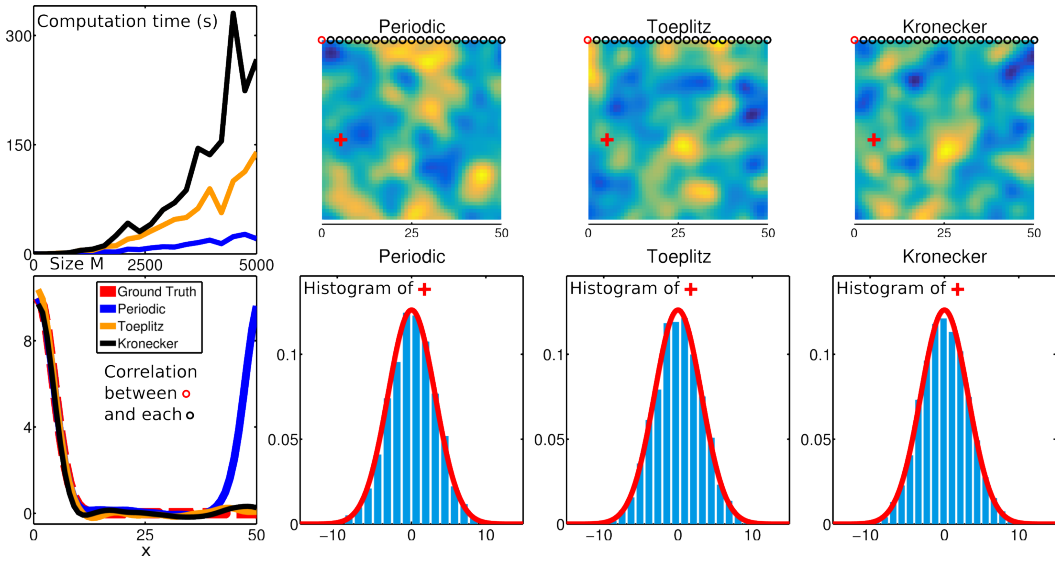 Computation time (s)
300
150
0
0 Size M 2500 5000
Periodic
0 25 50
Toeplitz
0 25 50
Kronecker
0 25 50
8
4
0
0 25 50
x
Ground Truth
Periodic
Toeplitz
Kronecker
Correlation
between
and each
Periodic
Histogram of
0.1
0.05
0
−10 0 10
Toeplitz
Histogram of
0.1
0.05
0
−10 0 10
Kronecker
Histogram of
0.1
0.05
0
−10 0 10